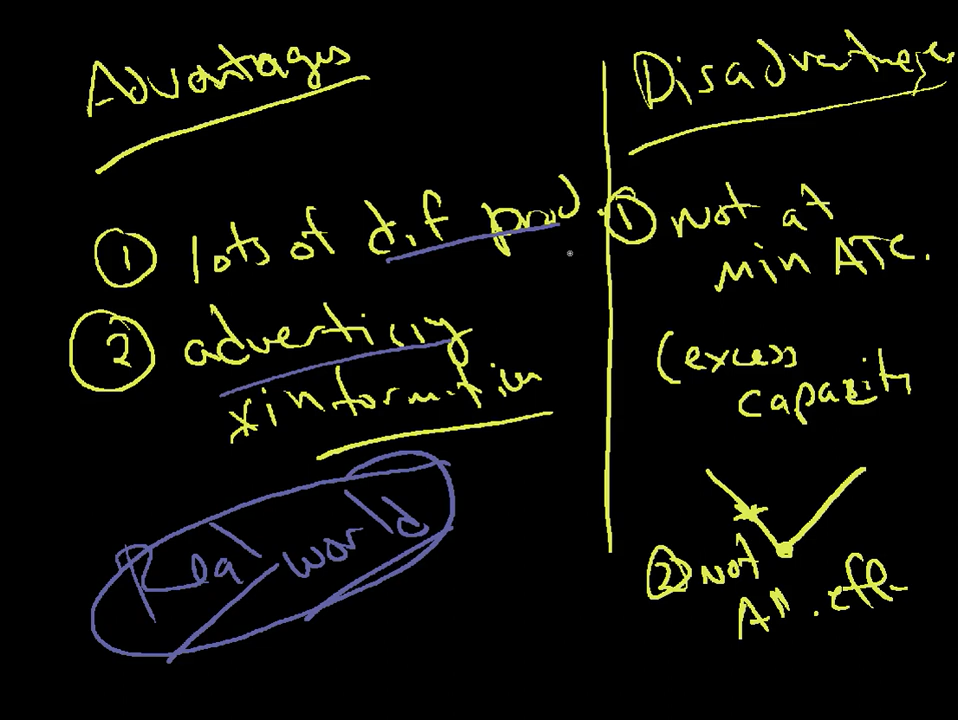 Advantages
① lots of dif prod.
② adverticiy
* information
Real world
Disadvantages
① Not at
min ATC.
(excess
capacity
② Not
All. eff.